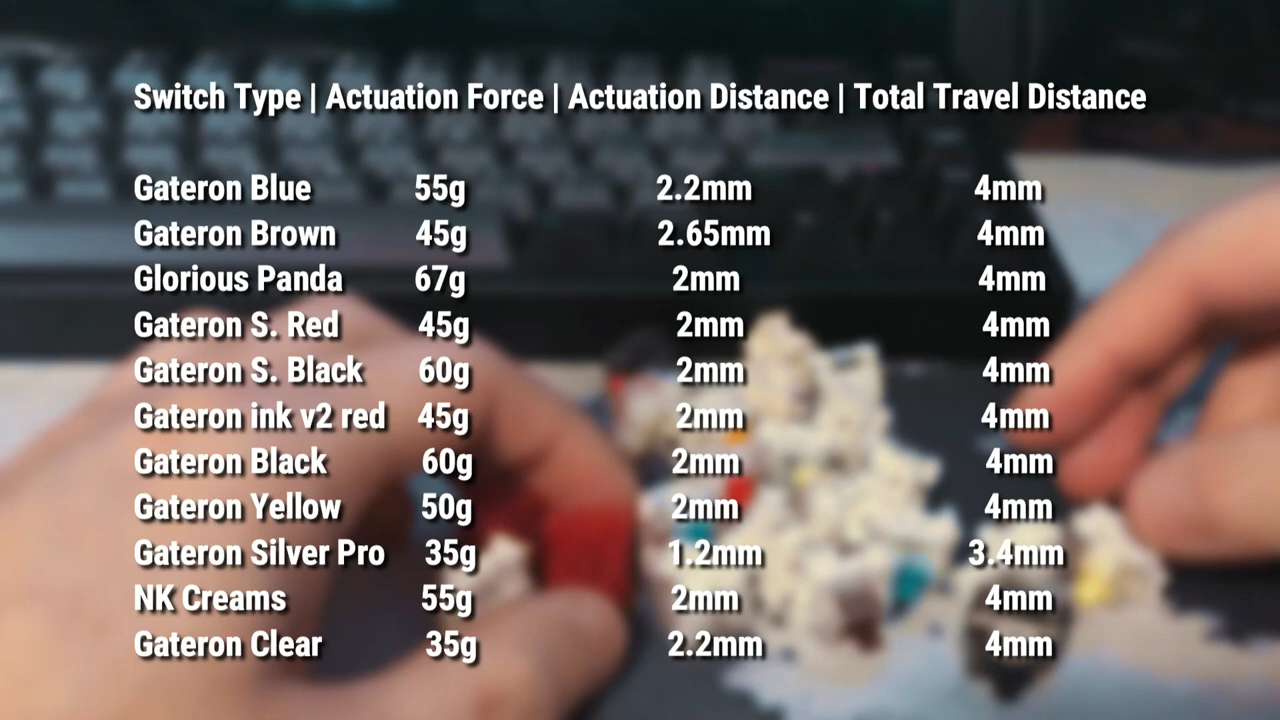 Switch Type | Actuation Force | Actuation Distance | Total Travel Distance
Gateron Blue 55g 2.2mm 4mm
Gateron Brown 45g 2.65mm 4mm
Glorious Panda 67g 2mm 4mm
Gateron S. Red 45g 2mm 4mm
Gateron S. Black 60g 2mm 4mm
Gateron ink v2 red 45g 2mm 4mm
Gateron Black 60g 2mm 4mm
Gateron Yellow 50g 2mm 4mm
Gateron Silver Pro 35g 1.2mm 3.4mm
NK Creams 55g 2mm 4mm
Gateron Clear 35g 2.2mm 4mm